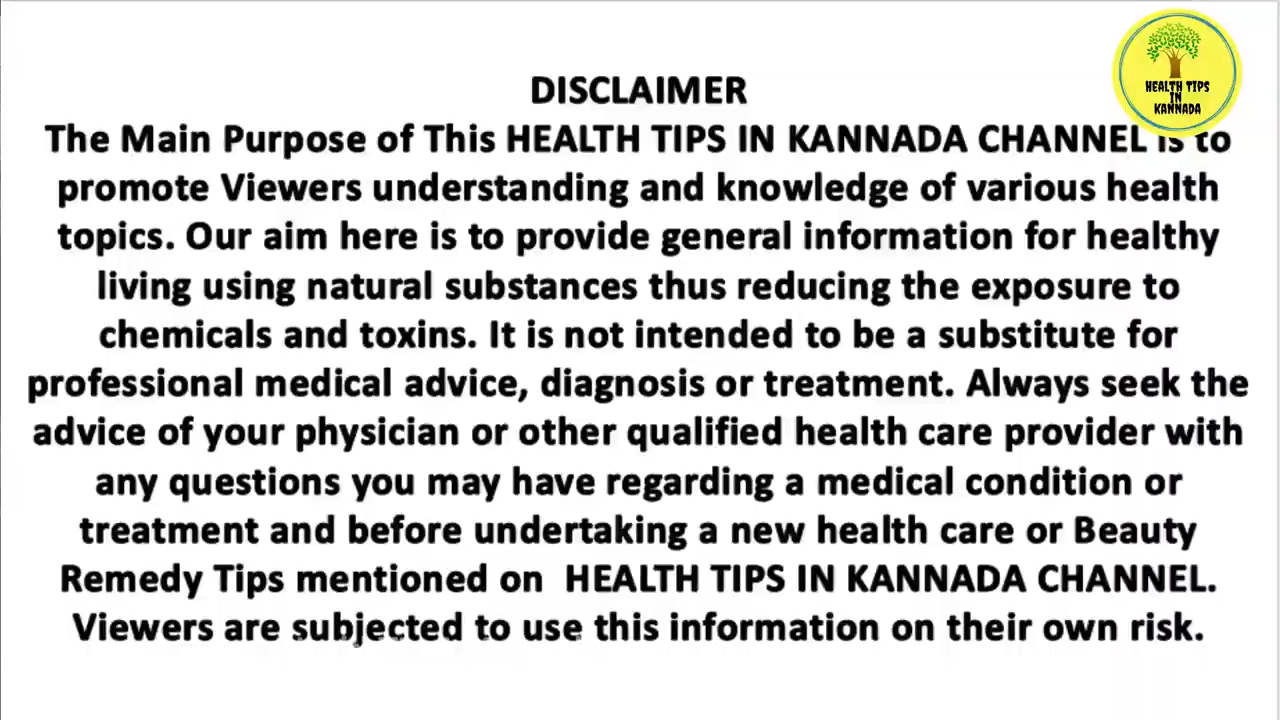 HEALTH TIPS
IN
KANNADA
DISCLAIMER
The Main Purpose of This HEALTH TIPS IN KANNADA CHANNEL is to
promote Viewers understanding and knowledge of various health
topics. Our aim here is to provide general information for healthy
living using natural substances thus reducing the exposure to
chemicals and toxins. It is not intended to be a substitute for
professional medical advice, diagnosis or treatment. Always seek the
advice of your physician or other qualified health care provider with
any questions you may have regarding a medical condition or
treatment and before undertaking a new health care or Beauty
Remedy Tips mentioned on  HEALTH TIPS IN KANNADA CHANNEL.
Viewers are subjected to use this information on their own risk.